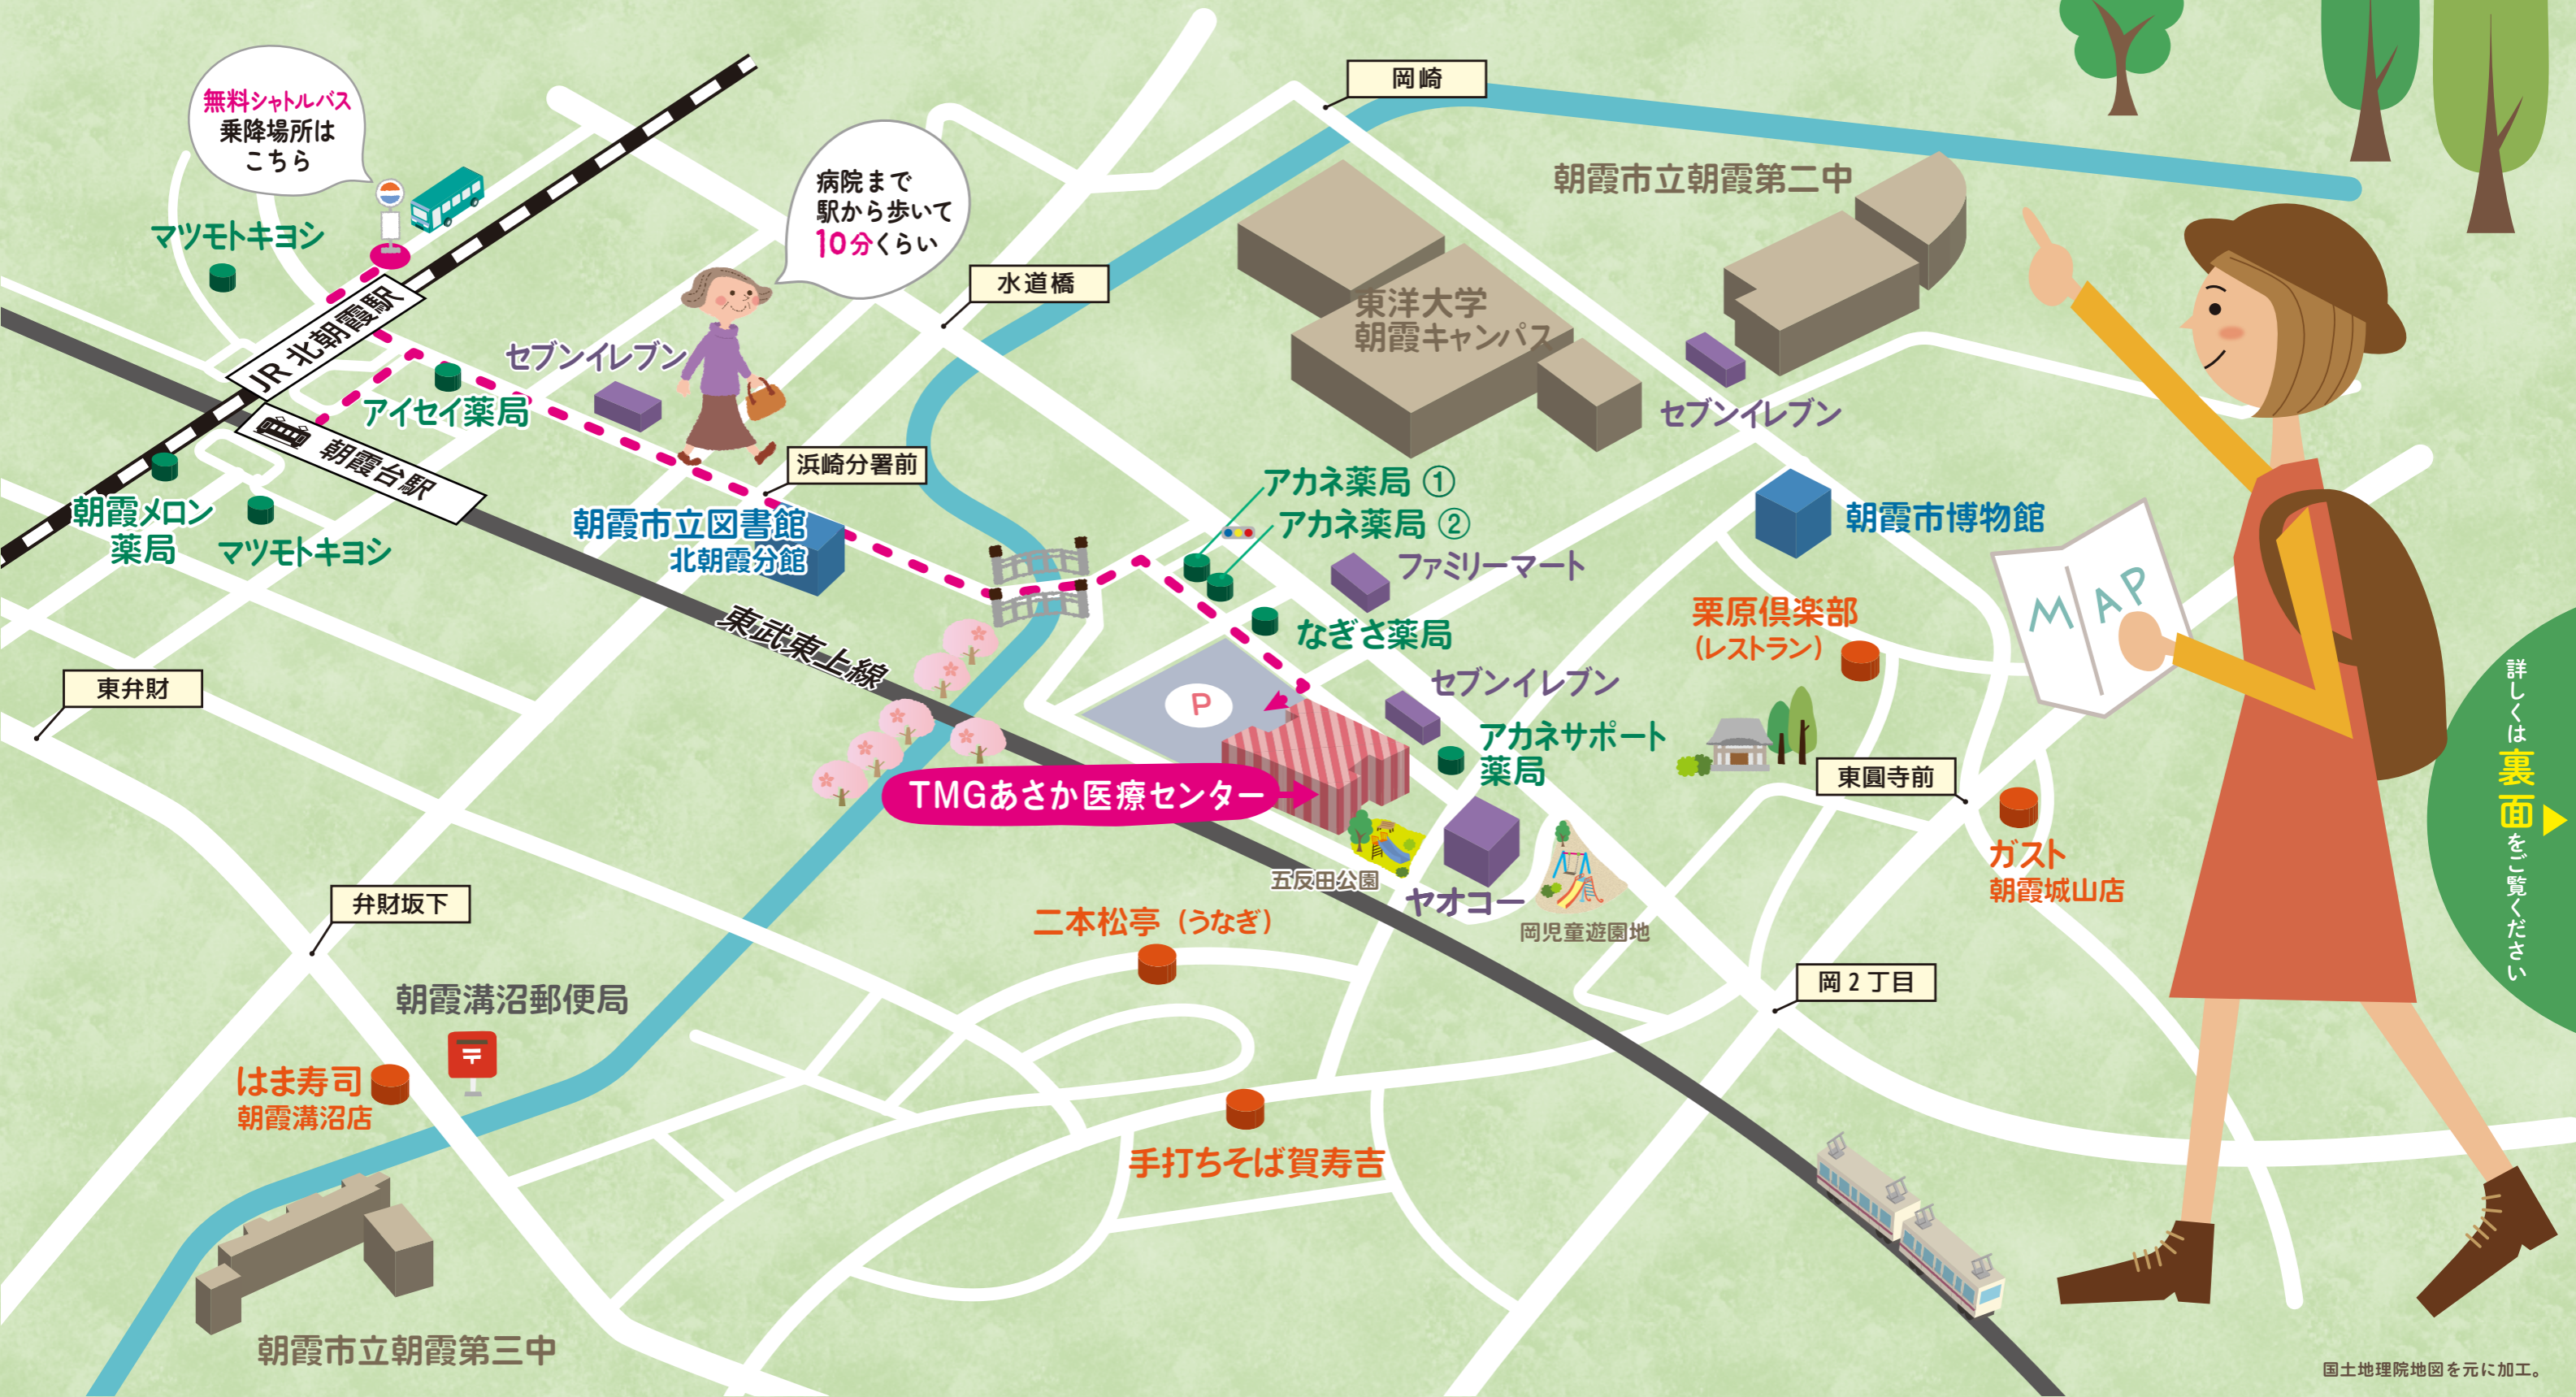 無料シャトルバス
乗降場所は
こちら
マツモトキヨシ
病院まで
駅から歩いて
10分くらい
岡崎
水道橋
朝霞市立朝霞第二中
東洋大学
朝霞キャンパス
セブンイレブン
JR 北朝霞駅
アイセイ薬局
セブンイレブン
朝霞台駅
浜崎分署前
朝霞メロン
薬局
マツモトキヨシ
朝霞市立図書館
北朝霞分館
アカネ薬局 ①
アカネ薬局 ②
ファミリーマート
なぎさ薬局
朝霞市博物館
栗原倶楽部
(レストラン)
MAP
東武東上線
東弁財
P
セブンイレブン
アカネサポート
薬局
TMGあさか医療センター
東圓寺前
ガスト
朝霞城山店
詳しくは裏面をご覧ください
五反田公園
ヤオコー
岡児童遊園地
弁財坂下
二本松亭 (うなぎ)
岡2丁目
朝霞溝沼郵便局
〒
はま寿司
朝霞溝沼店
手打ちそば賀寿吉
朝霞市立朝霞第三中
国土地理院地図を元に加工。